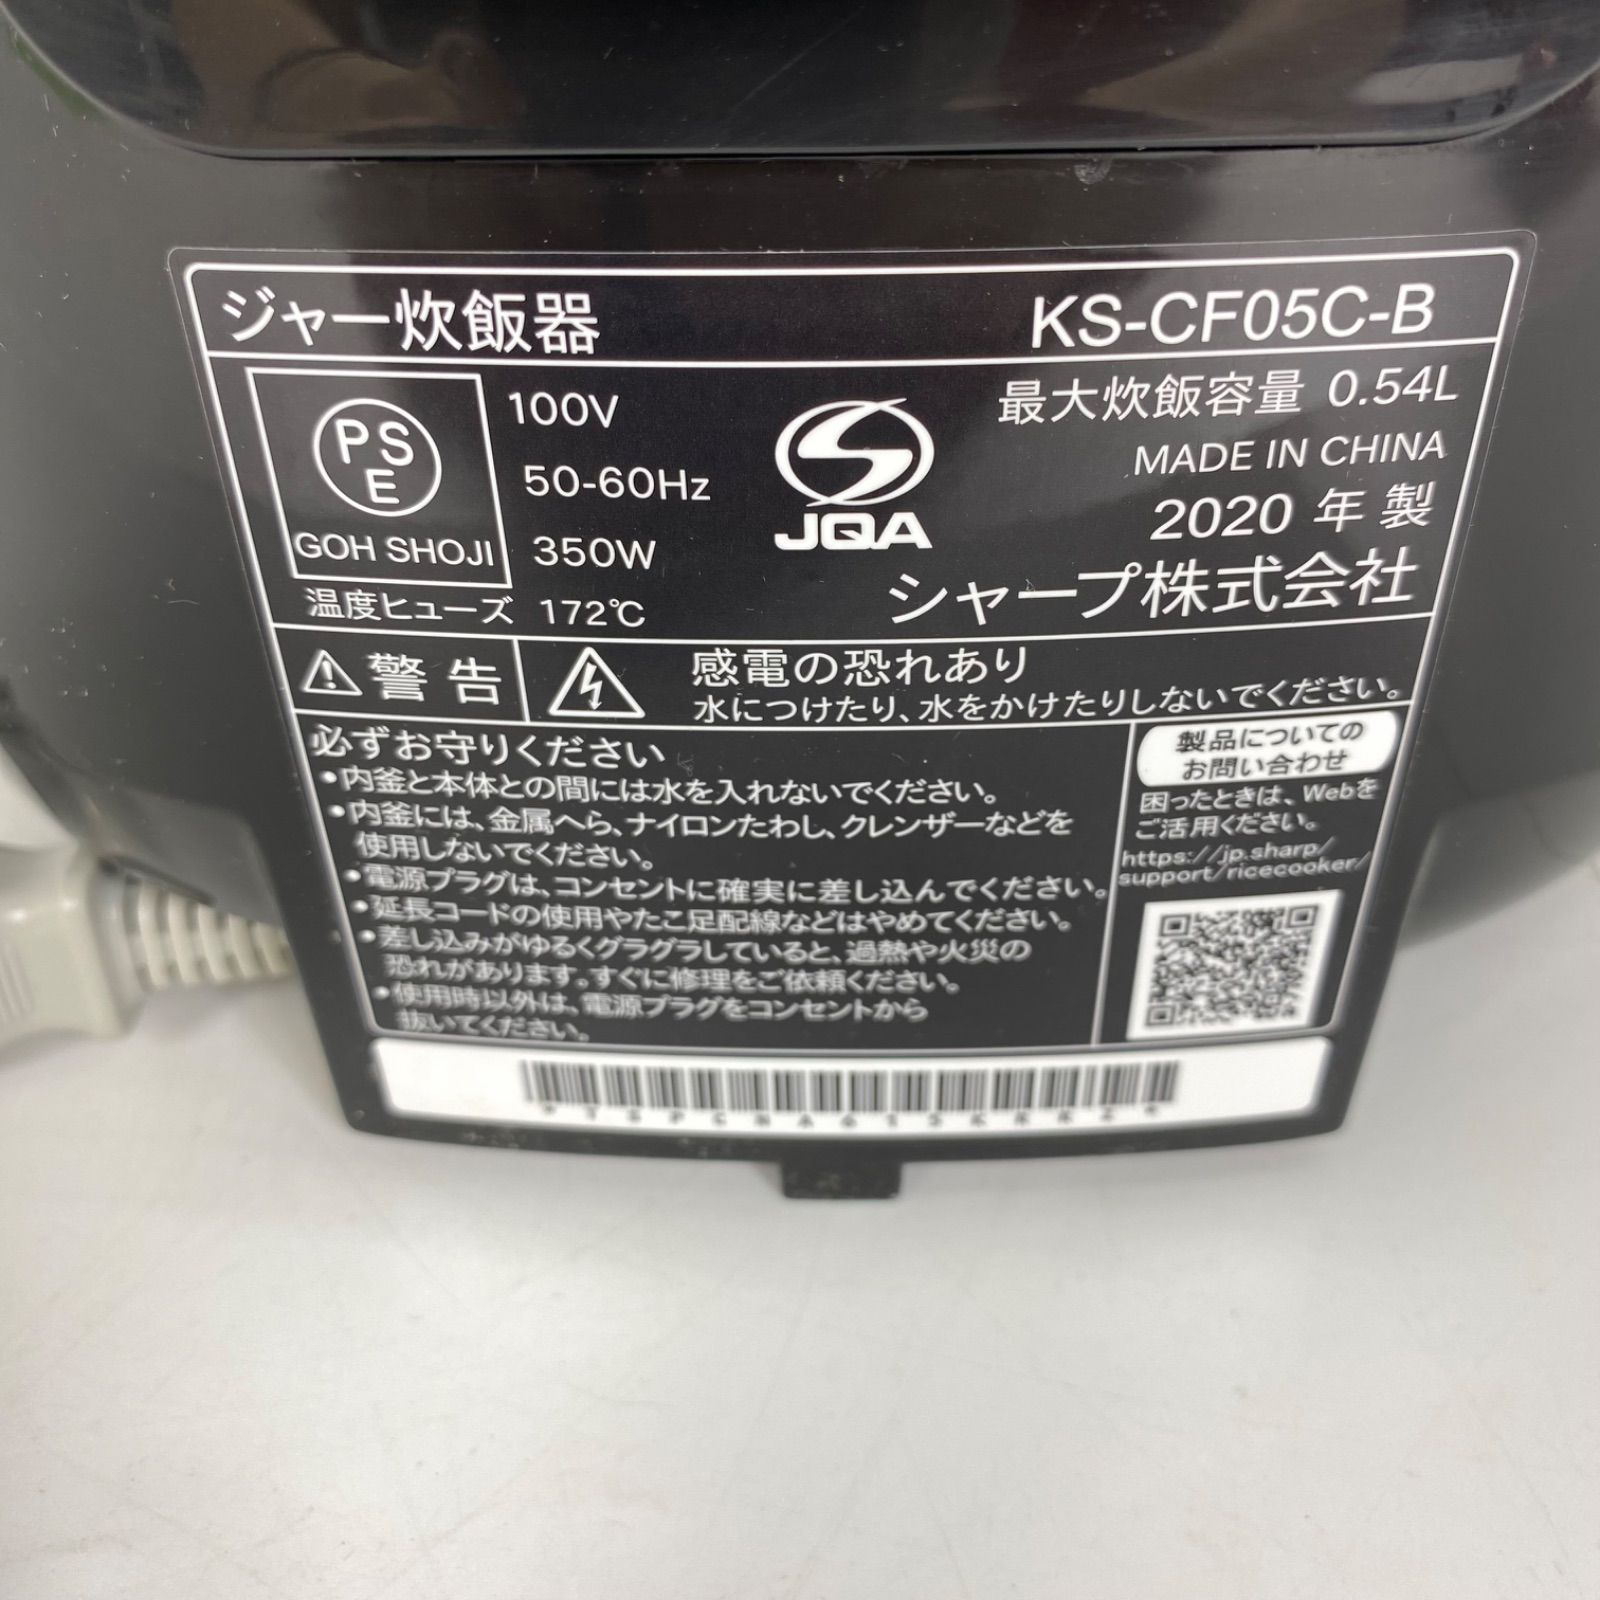 ジャー炊飯器 KS-CF05C-B
PSE
GOH SHOJI
100V
50-60Hz
350W
温度ヒューズ 172℃
JQA
最大炊飯容量 0.54L
MADE IN CHINA
2020 年 製
シャープ株式会社
警 告
感電の恐れあり
水につけたり、水をかけたりしないでください。
必ずお守りください
•内釜と本体との間には水を入れないでください。
•内釜には、金属へら、ナイロンたわし、クレンザーなどを
使用しないでください。
•電源プラグは、コンセントに確実に差し込んでください。
•延長コードの使用やたこ足配線などはやめてください。
•差し込みがゆるくグラグラしていると、過熱や火災の
恐れがあります。すぐに修理をご依頼ください。
•使用時以外は、電源プラグをコンセントから
抜いてください。
製品についての
お問い合わせ
困ったときは、Webを
ご活用ください。
https://jp.sharp/
support/ricecooker/